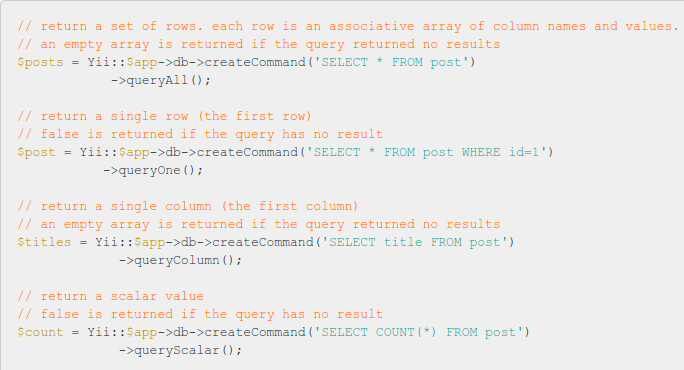 // return a set of rows. each row is an associative array of column names and values.
// an empty array is returned if the query returned no results
$posts = Yii::$app->db->createCommand('SELECT * FROM post')
            ->queryAll();

// return a single row (the first row)
// false is returned if the query has no result
$post = Yii::$app->db->createCommand('SELECT * FROM post WHERE id=1')
           ->queryOne();

// return a single column (the first column)
// an empty array is returned if the query returned no results
$titles = Yii::$app->db->createCommand('SELECT title FROM post')
             ->queryColumn();

// return a scalar value
// false is returned if the query has no result
$count = Yii::$app->db->createCommand('SELECT COUNT(*) FROM post')
             ->queryScalar();